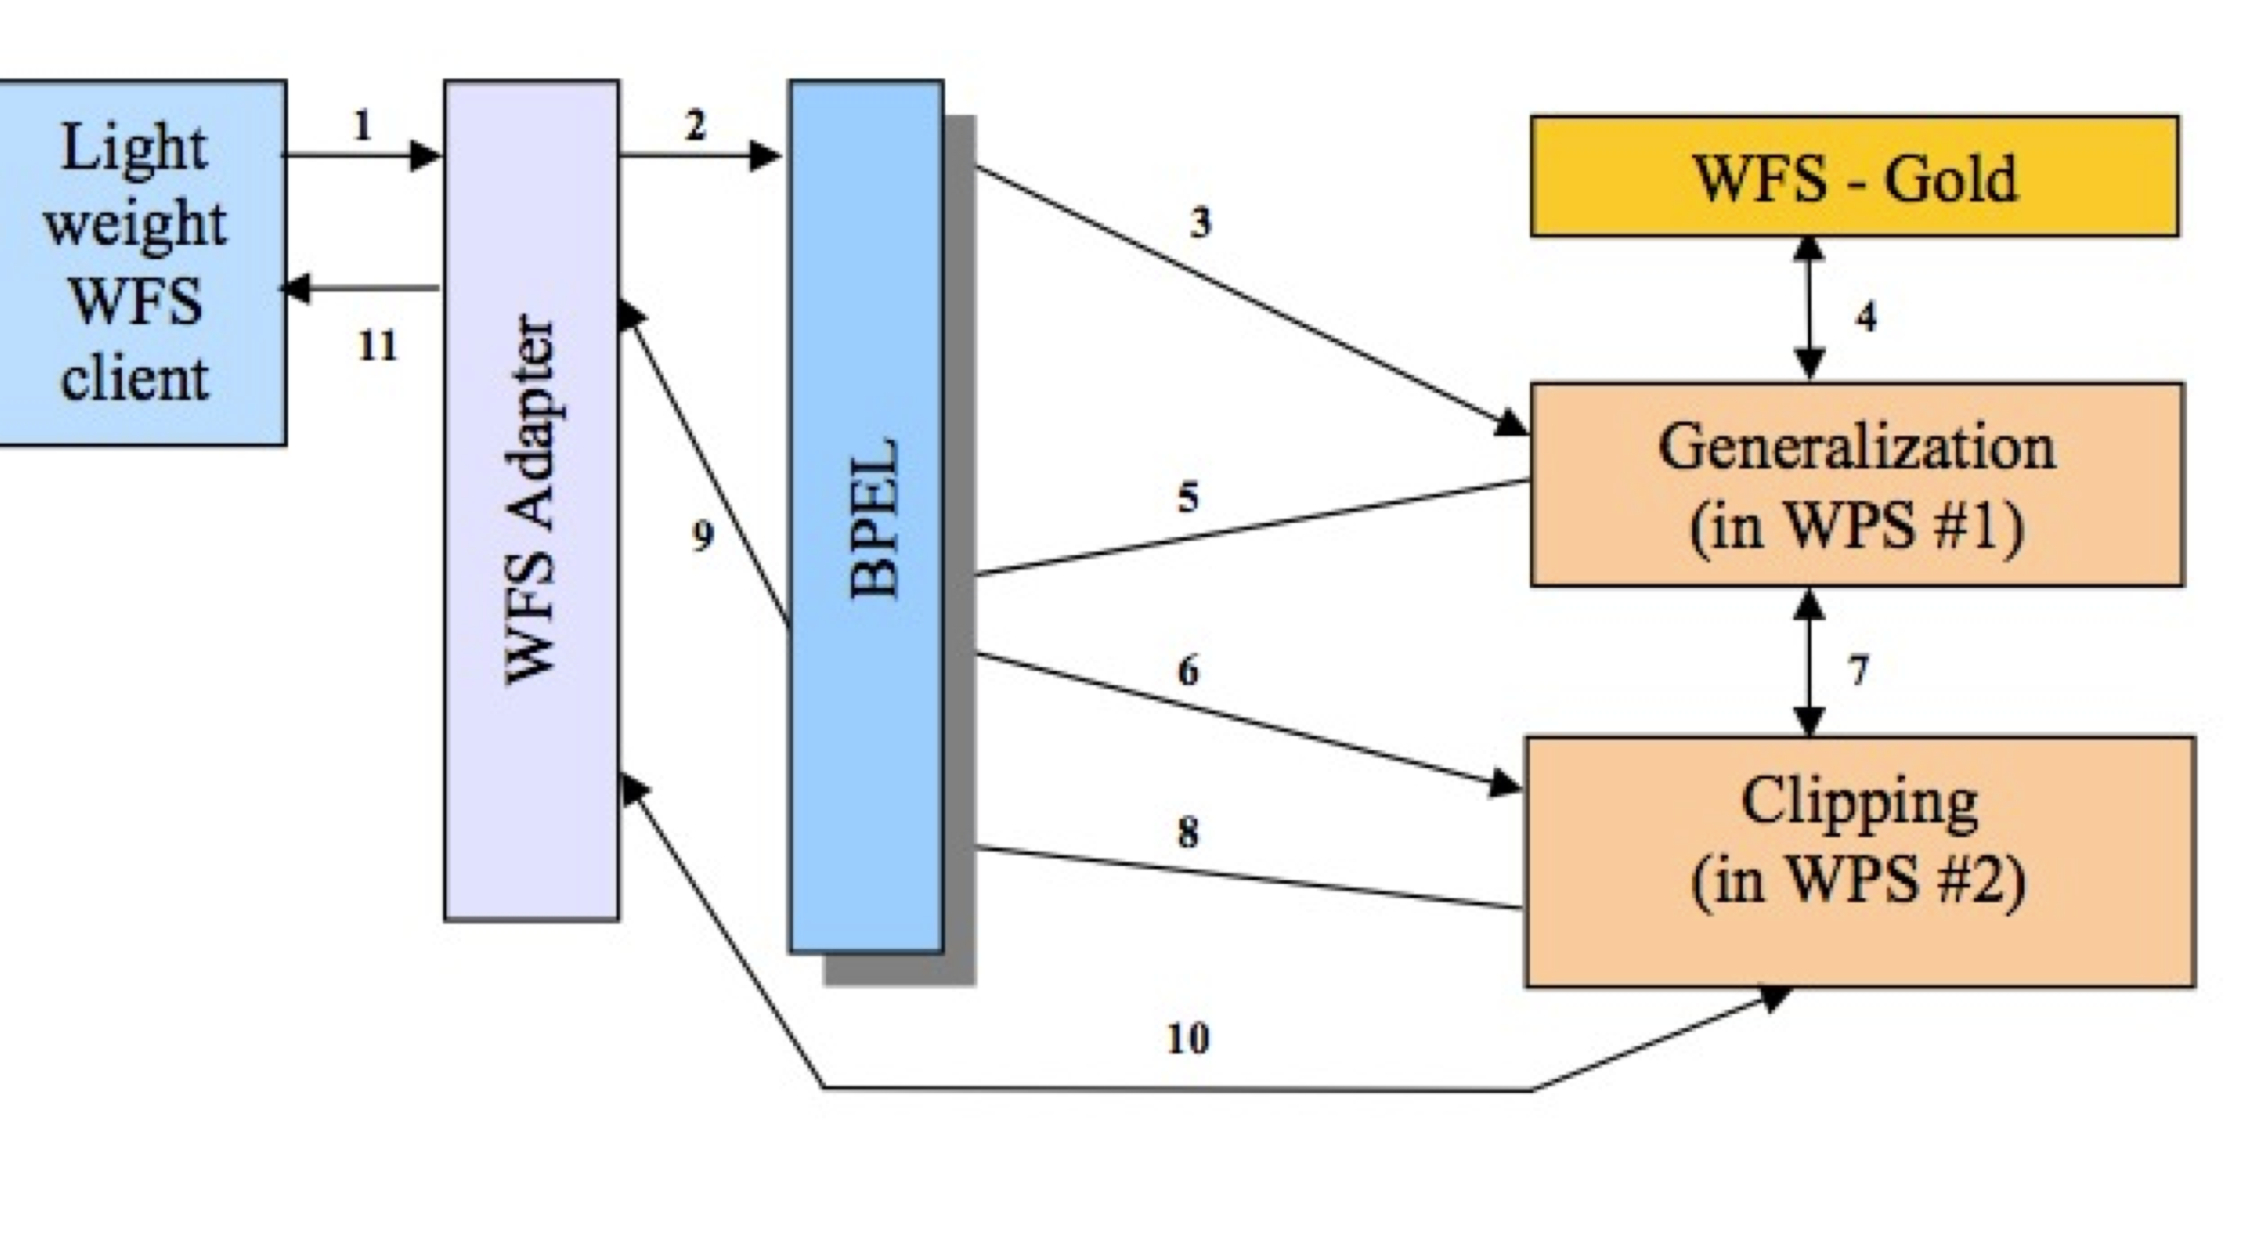 Light
weight
WFS
client
1
11
WFS Adapter
2
9
BPEL
3
5
6
8
10
WFS - Gold
4
Generalization
(in WPS #1)
7
Clipping
(in WPS #2)